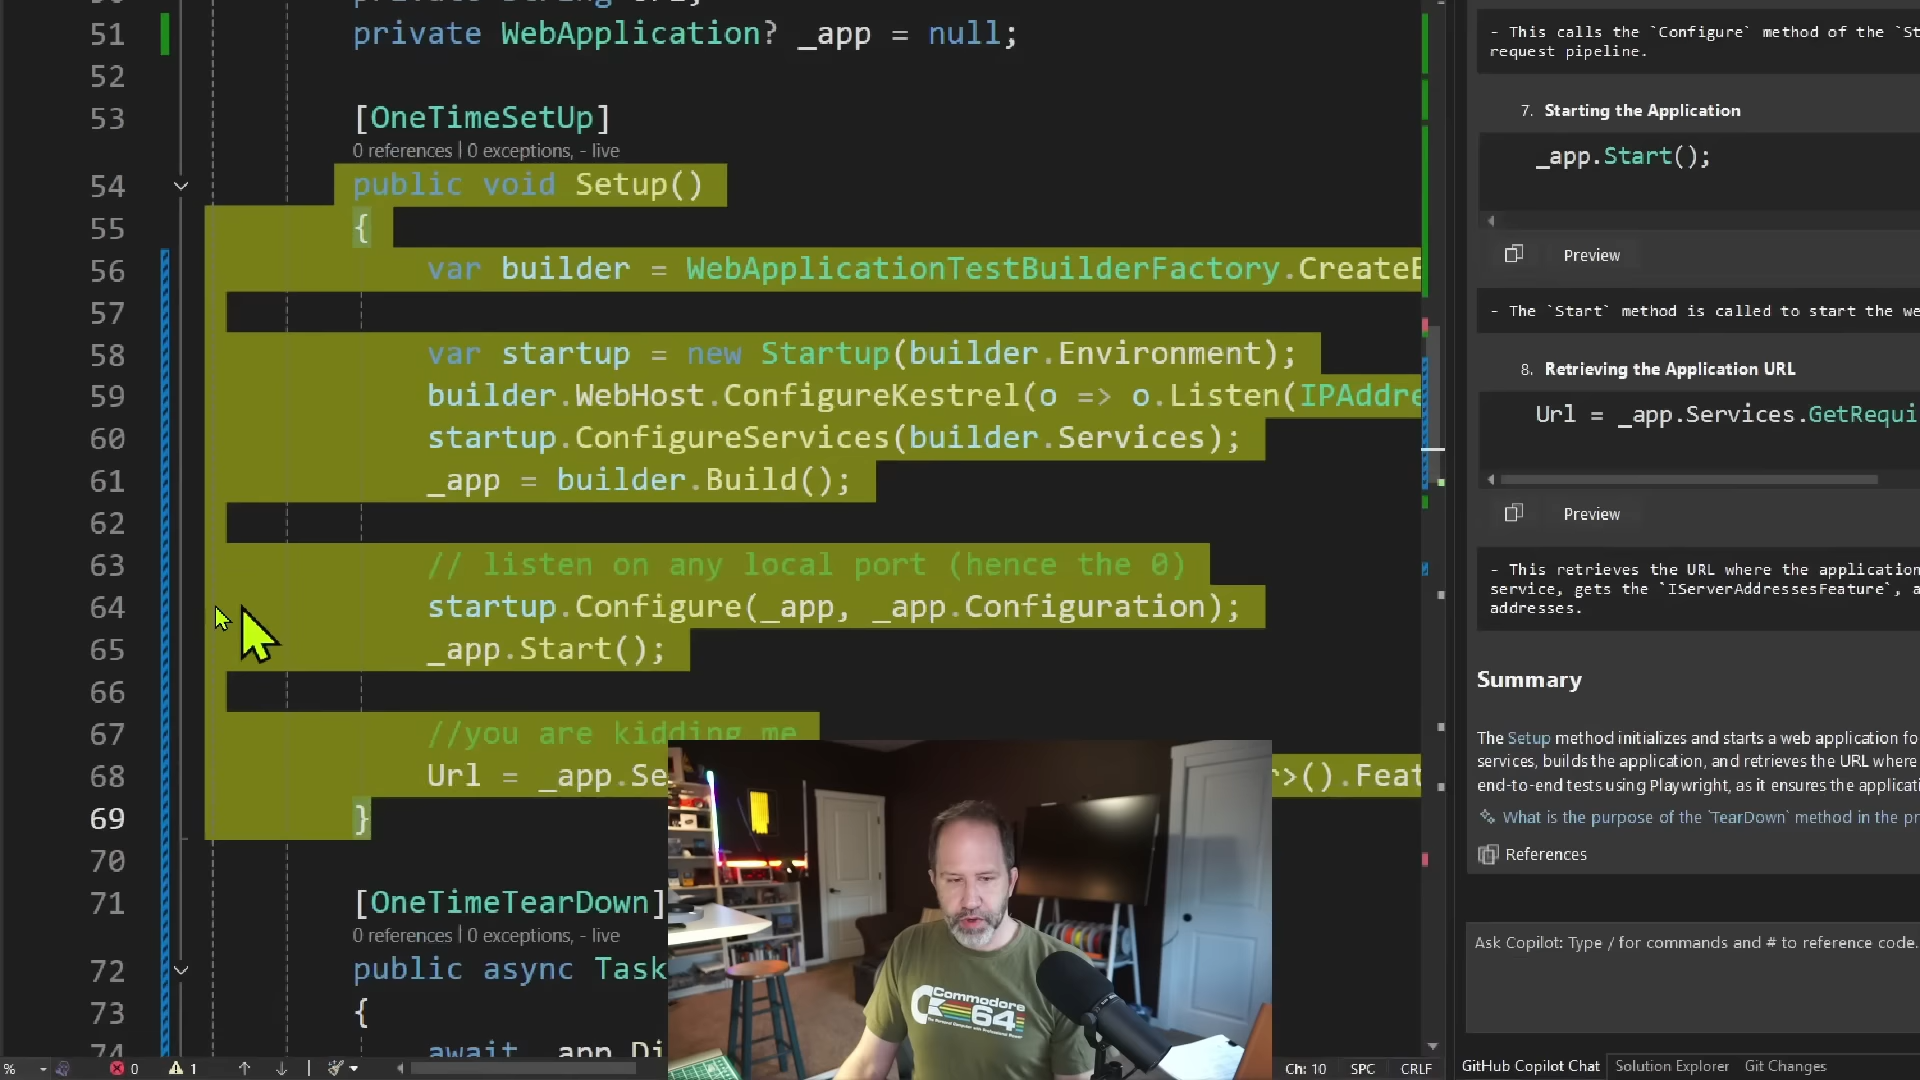 51 private WebApplication? _app = null;
52
53 [OneTimeSetUp]
0 references | 0 exceptions, - live
54 public void Setup()
55 {
56 var builder = WebApplicationTestBuilderFactory.Create
57
58 var startup = new Startup(builder.Environment);
59 builder.WebHost.ConfigureKestrel(o => o.Listen(IPAddre
60 startup.ConfigureServices(builder.Services);
61 _app = builder.Build();
62
63 // listen on any local port (hence the 0)
64 startup.Configure(_app, _app.Configuration);
65 _app.Start();
66
67 //you are kidding me
68 Url = _app.Se r>().Feat
69 }
70
71 [OneTimeTearDown]
0 references | 0 exceptions, - live
72 public async Task
73 {
74 await _app.Di
% 0 1 Ch: 10 SPC CRLF
- This calls the `Configure` method of the `St
request pipeline.
7. Starting the Application
_app.Start();
Preview
- The `Start` method is called to start the we
8. Retrieving the Application URL
Url = _app.Services.GetRequi
Preview
- This retrieves the URL where the application
service, gets the `IServerAddressesFeature`, a
addresses.
Summary
The Setup method initializes and starts a web application fo
services, builds the application, and retrieves the URL where
end-to-end tests using Playwright, as it ensures the applicati
What is the purpose of the `TearDown` method in the pr
References
Ask Copilot: Type / for commands and # to reference code.
GitHub Copilot Chat Solution Explorer Git Changes
Commodore
64